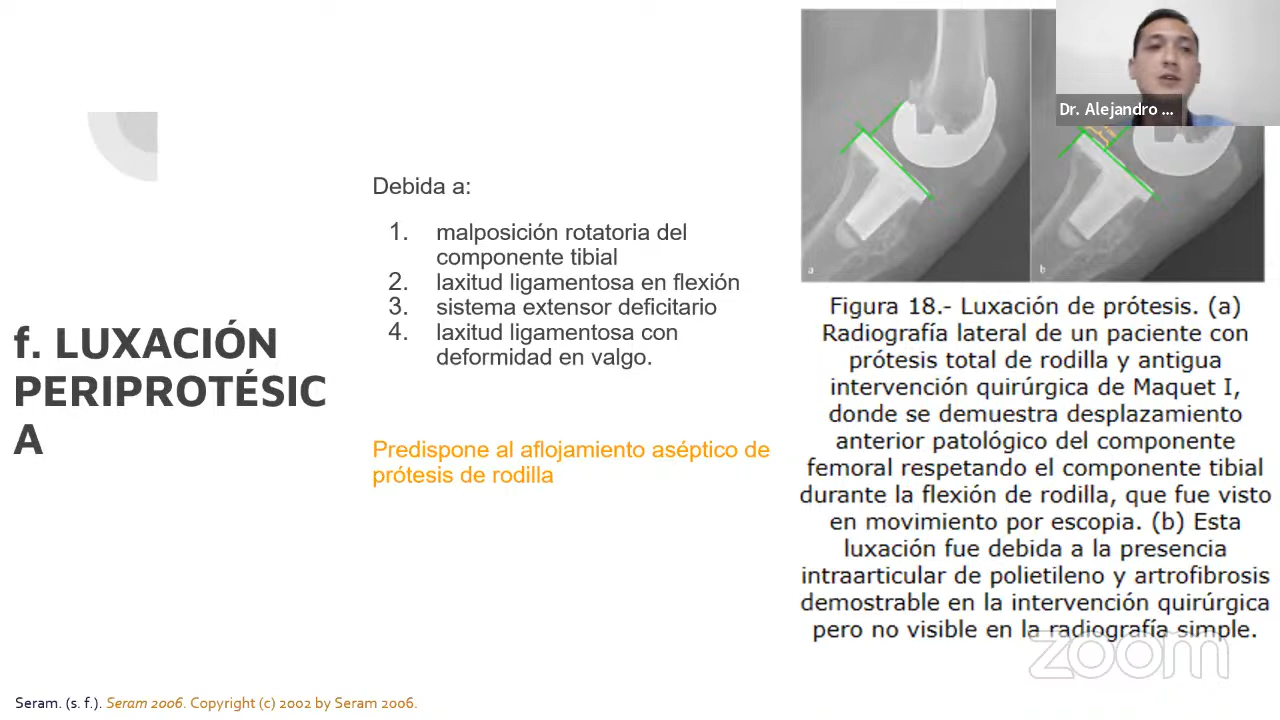 f. LUXACIÓN
PERIPROTÉSIC
A
Debida a:
1. malposición rotatoria del
componente tibial
2. laxitud ligamentosa en flexión
3. sistema extensor deficitario
4. laxitud ligamentosa con
deformidad en valgo.
Predispone al aflojamiento aséptico de
prótesis de rodilla
Dr. Alejandro ...
a
b
Figura 18.- Luxación de prótesis. (a)
Radiografía lateral de un paciente con
prótesis total de rodilla y antigua
intervención quirúrgica de Maquet I,
donde se demuestra desplazamiento
anterior patológico del componente
femoral respetando el componente tibial
durante la flexión de rodilla, que fue visto
en movimiento por escopia. (b) Esta
luxación fue debida a la presencia
intraarticular de polietileno y artrofibrosis
demostrable en la intervención quirúrgica
pero no visible en la radiografía simple.
zoom
Seram. (s. f.). Seram 2006. Copyright (c) 2002 by Seram 2006.